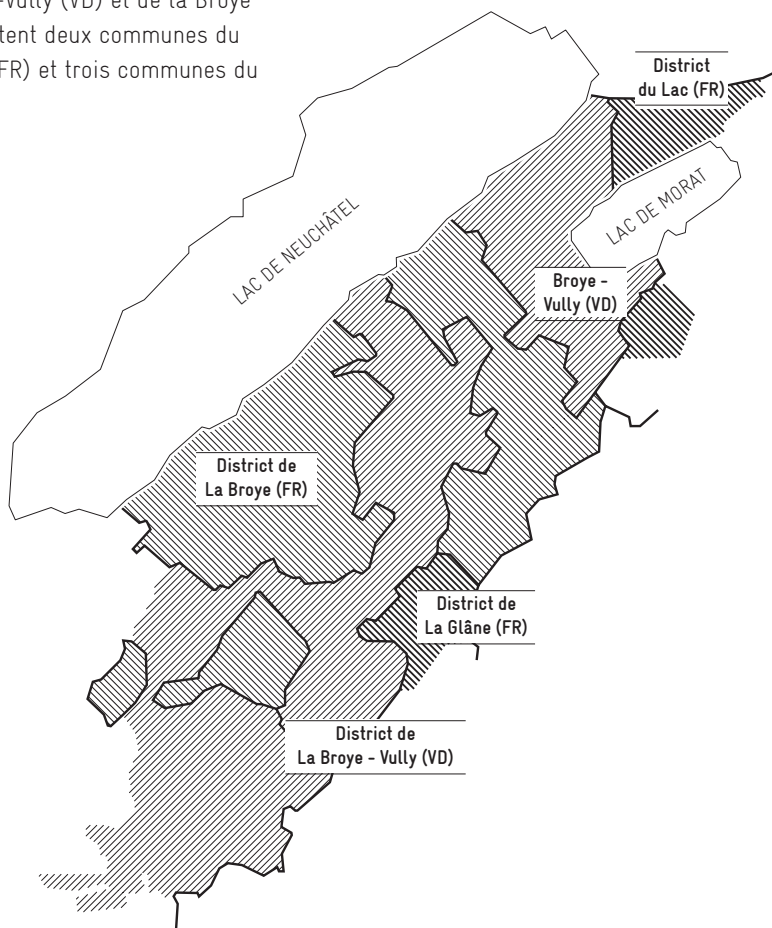 -Vully (VD) et de la Broye
tent deux communes du
FR) et trois communes du
District
du Lac (FR)
LAC DE MORAT
LAC DE NEUCHÂTEL
Broye -
Vully (VD)
District de
La Broye (FR)
District de
La Glâne (FR)
District de
La Broye - Vully (VD)